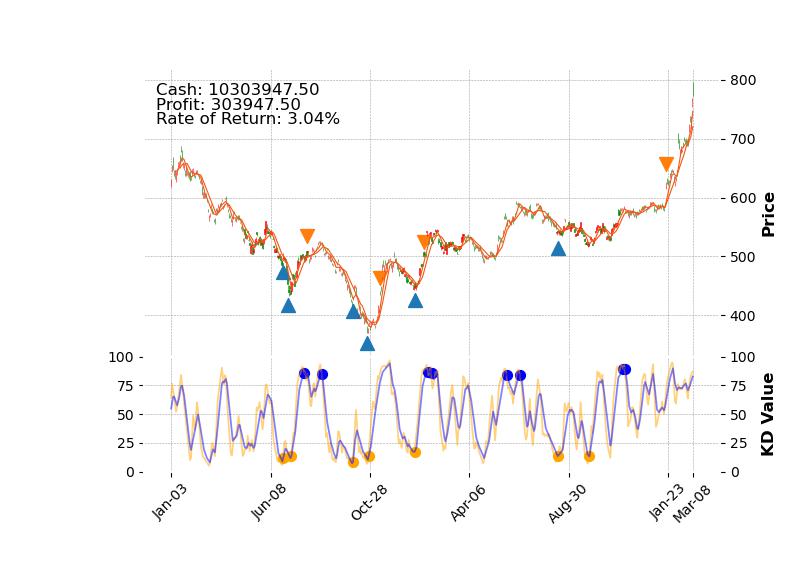 Cash: 10303947.50
Profit: 303947.50
Rate of Return: 3.04%
800
700
600
500
400
Price
100
75
50
25
0
100
75
50
25
0
KD Value
Jan-03
Jun-08
Oct-28
Apr-06
Aug-30
Jan-23
Mar-08